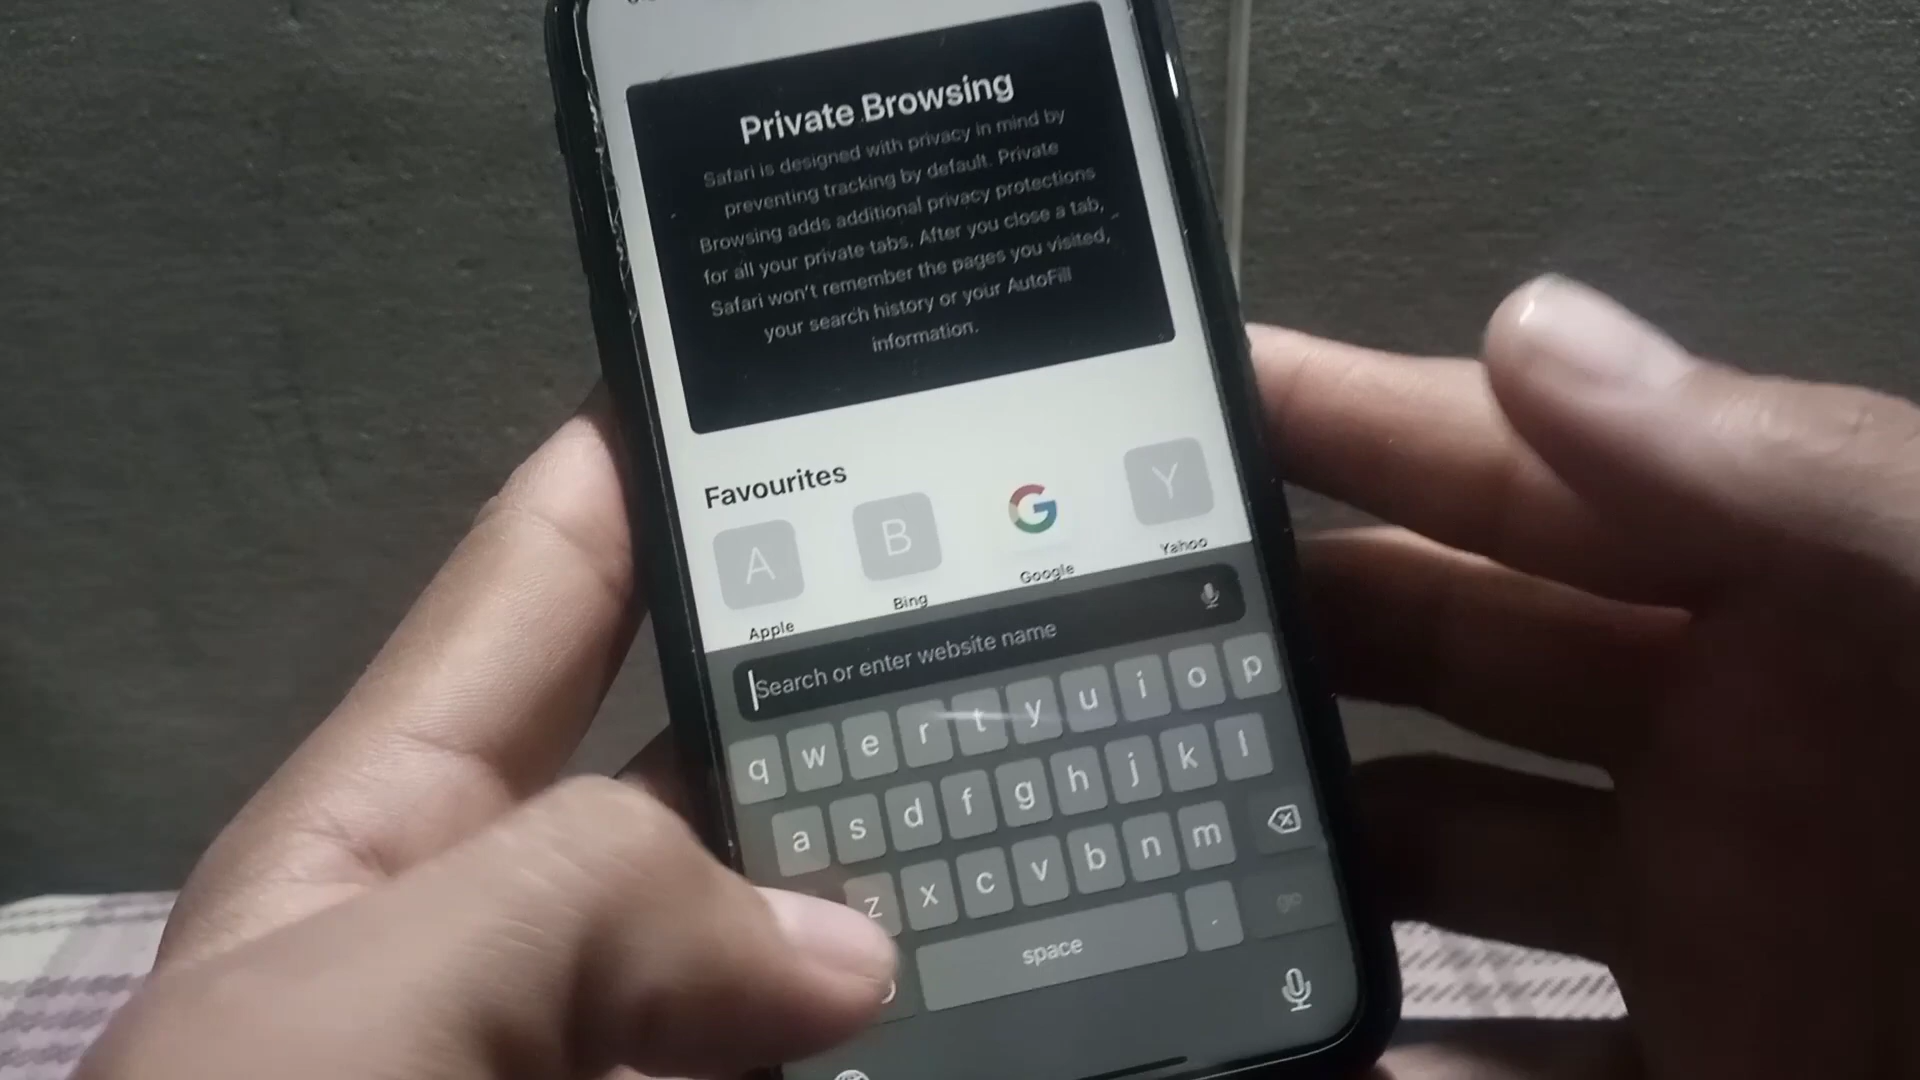 Private Browsing
Safari is designed with privacy in mind by
preventing tracking by default. Private
Browsing adds additional privacy protections
for all your private tabs. After you close a tab,
Safari won't remember the pages you visited,
your search history or your AutoFill
information.
Favourites
A B G Y
Apple Bing Google Yahoo
Search or enter website name
q w e r t y u i o p
a s d f g h j k l
z x c v b n m
space . go